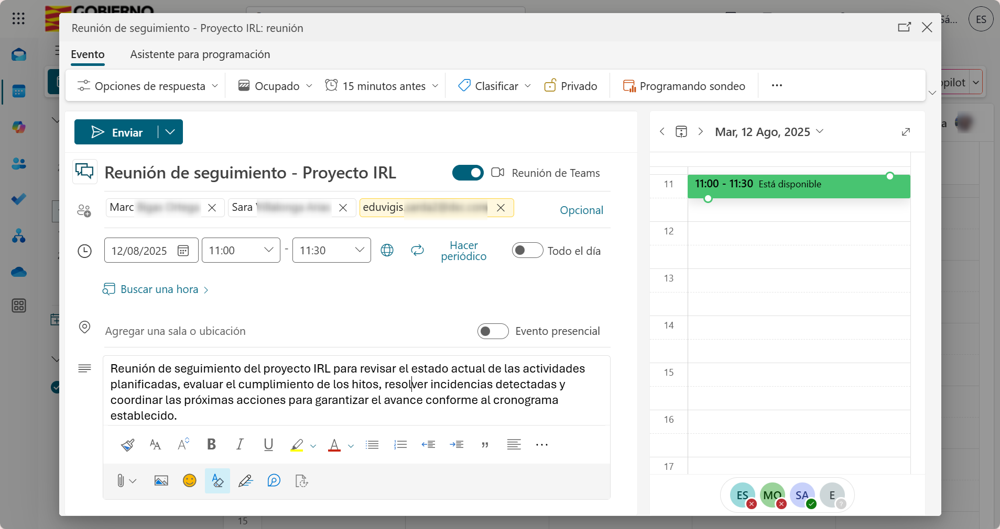 GOBIERNO
Sá...
ES
Reunión de seguimiento - Proyecto IRL: reunión
Evento
Asistente para programación
Opciones de respuesta
Ocupado
15 minutos antes
Clasificar
Privado
Programando sondeo
pilot
Enviar
Mar, 12 Ago, 2025
a
Reunión de seguimiento - Proyecto IRL
Reunión de Teams
Marc
Sara
eduvigis.
Opcional
12/08/2025
11:00
-
11:30
Hacer
periódico
Todo el día
Buscar una hora
Agregar una sala o ubicación
Evento presencial
Reunión de seguimiento del proyecto IRL para revisar el estado actual de las actividades
planificadas, evaluar el cumplimiento de los hitos, resolver incidencias detectadas y
coordinar las próximas acciones para garantizar el avance conforme al cronograma
establecido.
11
11:00 - 11:30 Está disponible
12
13
14
15
16
17
ES
MO
SA
E
15